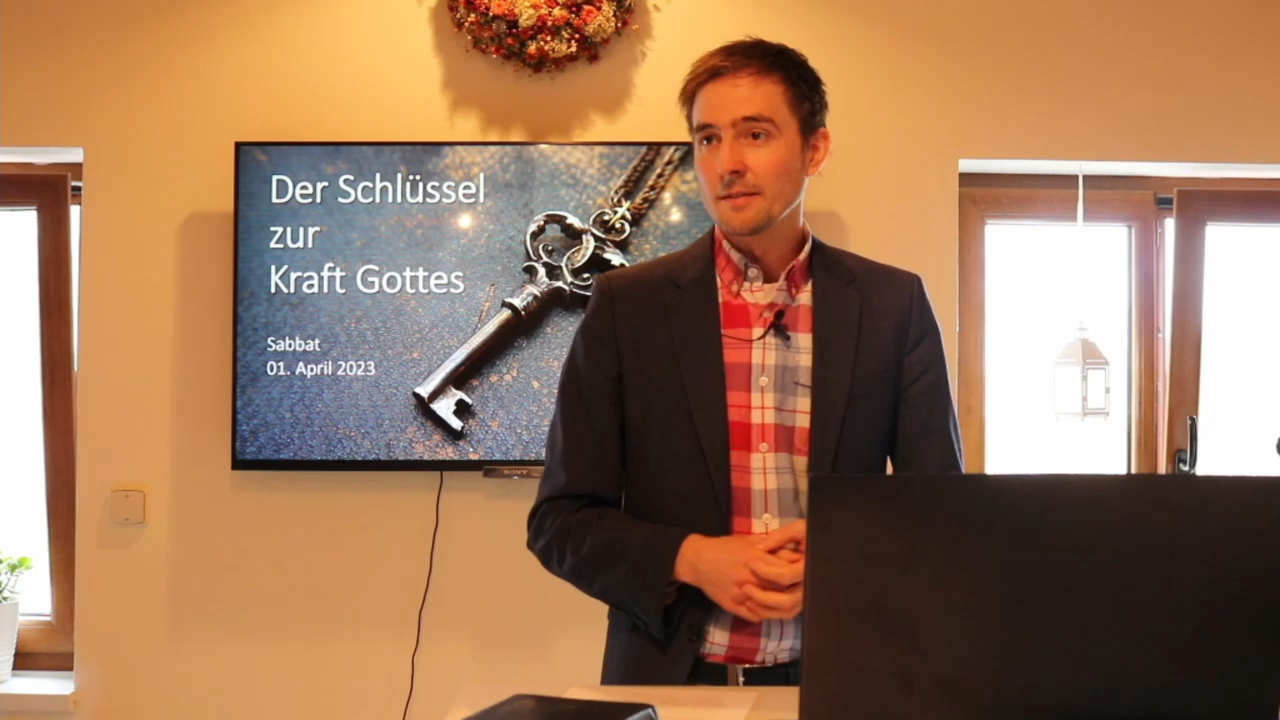 Der Schlüssel
zur
Kraft Gottes
Sabbat
01. April 2023
SONY